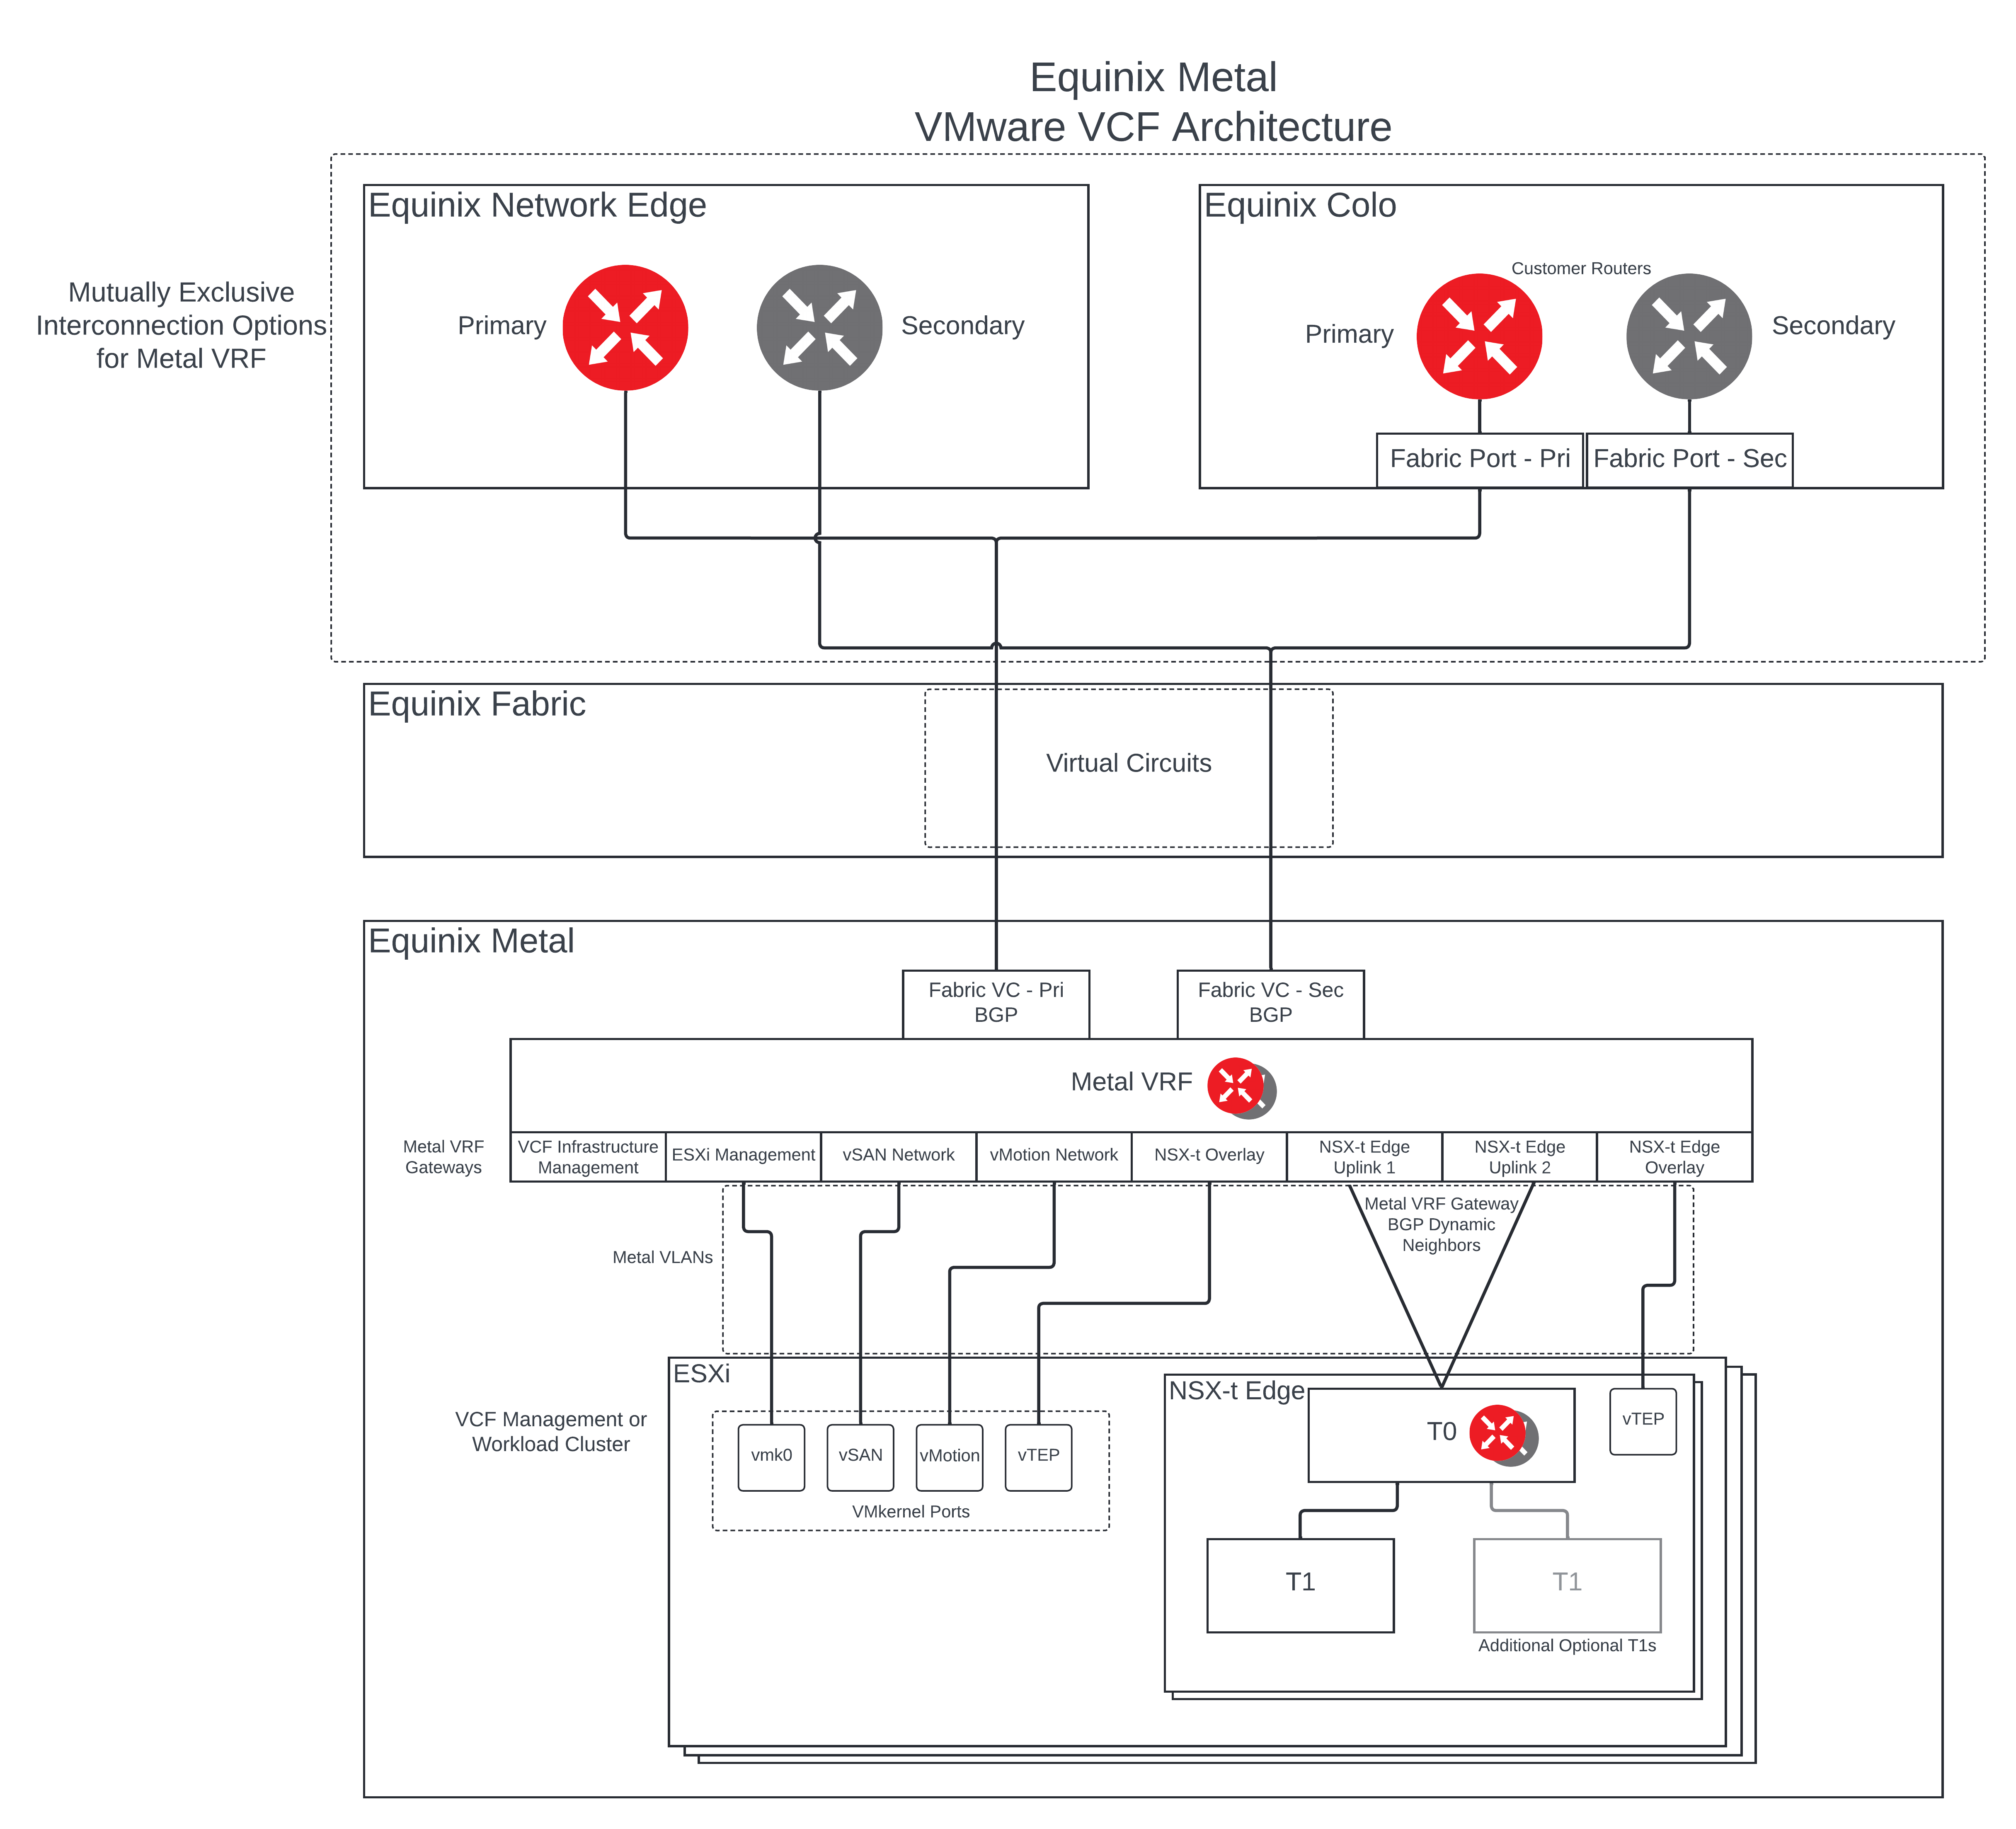 Equinix Metal
VMware VCF Architecture
Equinix Network Edge
Equinix Colo
Mutually Exclusive
Interconnection Options
for Metal VRF
Primary
Secondary
Customer Routers
Primary
Secondary
Fabric Port - Pri
Fabric Port - Sec
Equinix Fabric
Virtual Circuits
Equinix Metal
Fabric VC - Pri
BGP
Fabric VC - Sec
BGP
Metal VRF
Metal VRF
Gateways
VCF Infrastructure
Management
ESXi Management
vSAN Network
vMotion Network
NSX-t Overlay
NSX-t Edge
Uplink 1
NSX-t Edge
Uplink 2
NSX-t Edge
Overlay
Metal VLANs
Metal VRF Gateway
BGP Dynamic
Neighbors
ESXi
NSX-t Edge
VCF Management or
Workload Cluster
vmk0
vSAN
vMotion
vTEP
VMkernel Ports
T0
vTEP
T1
T1
Additional Optional T1s